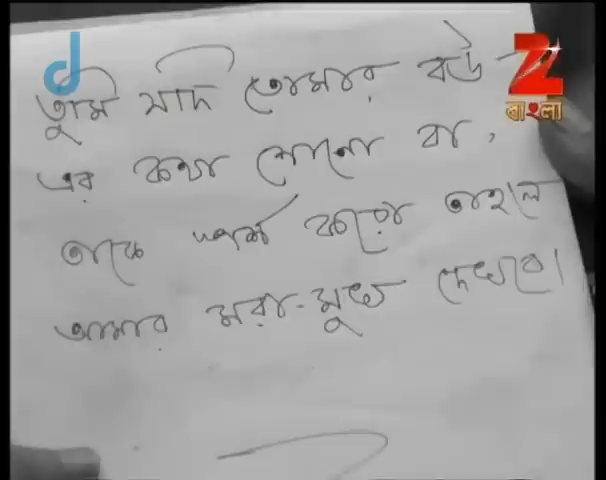 d
Z
বাংলা
তুমি যদি তোমার বউ-
এর কথা শোনো বা,
তাকে স্পর্শ করো তাহলে
আমার মরা-মুখ দেখবে।